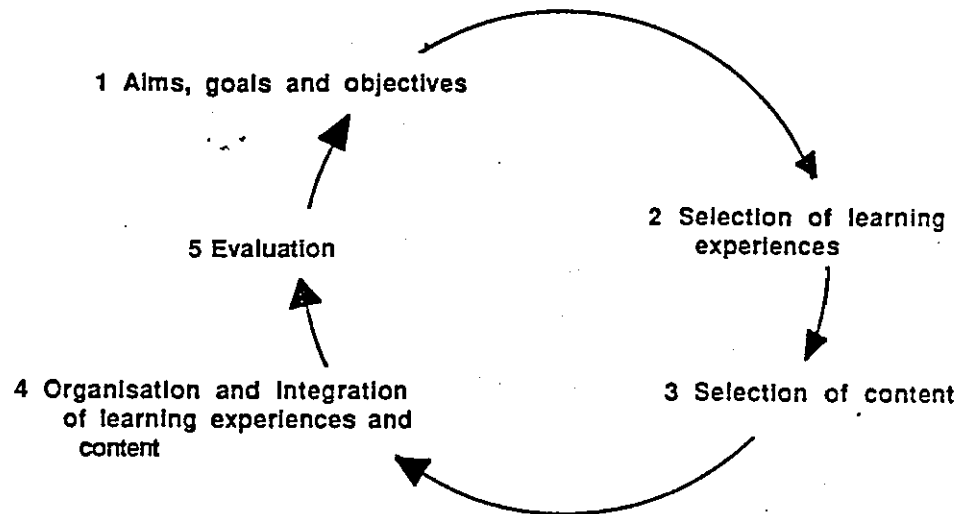 1 Aims, goals and objectives
2 Selection of learning
experiences
3 Selection of content
4 Organisation and integration
of learning experiences and
content
5 Evaluation